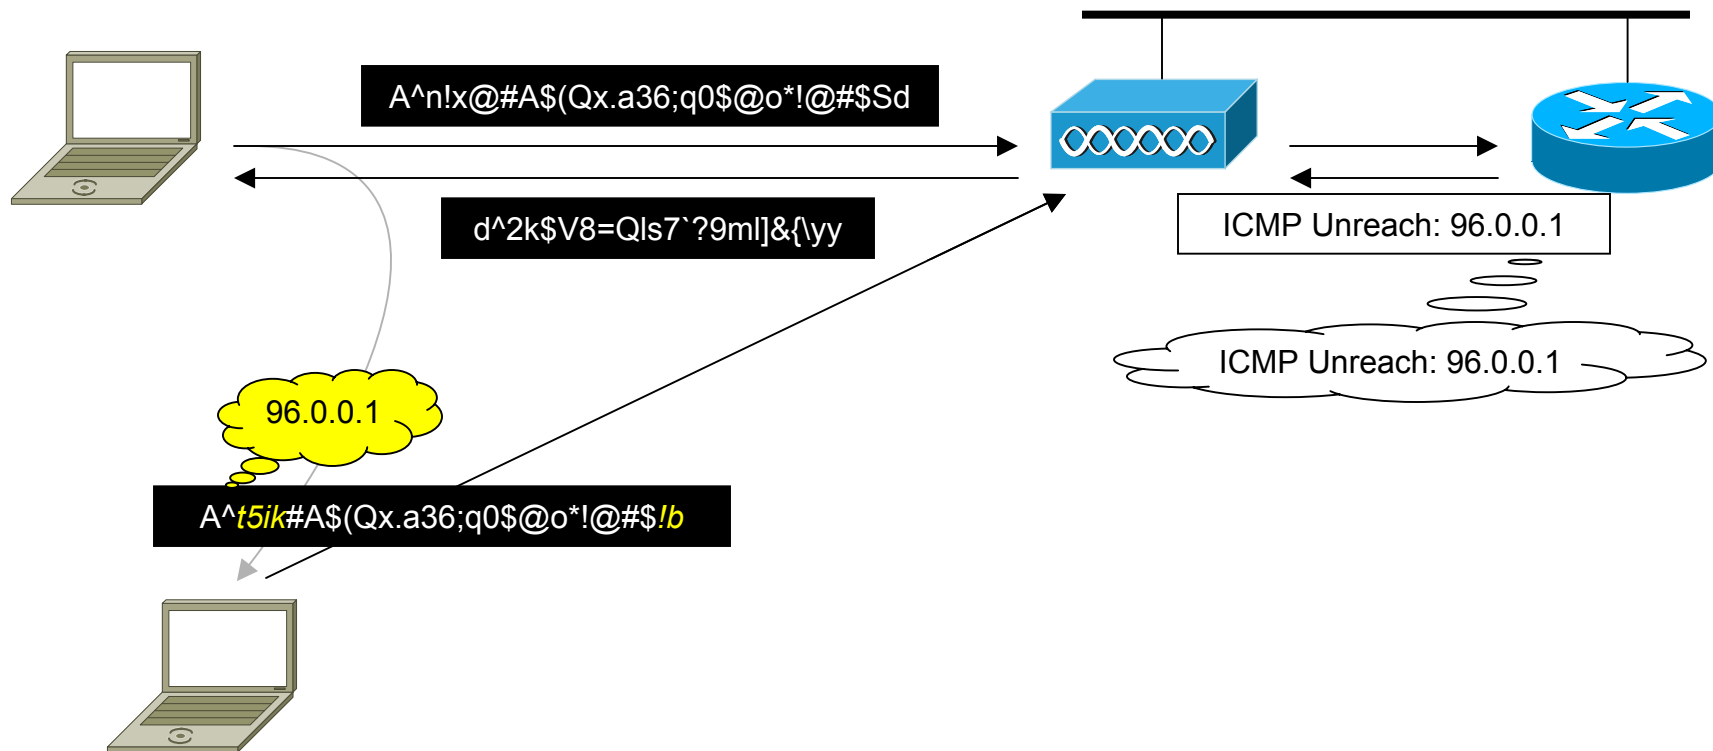 A^n!x@#A$(Qx.a36;q0$@o*!@#$Sd
d^2k$V8=Qls7`?9ml]&{\yy
ICMP Unreach: 96.0.0.1
ICMP Unreach: 96.0.0.1
96.0.0.1
A^t5ik#A$(Qx.a36;q0$@o*!@#$!b